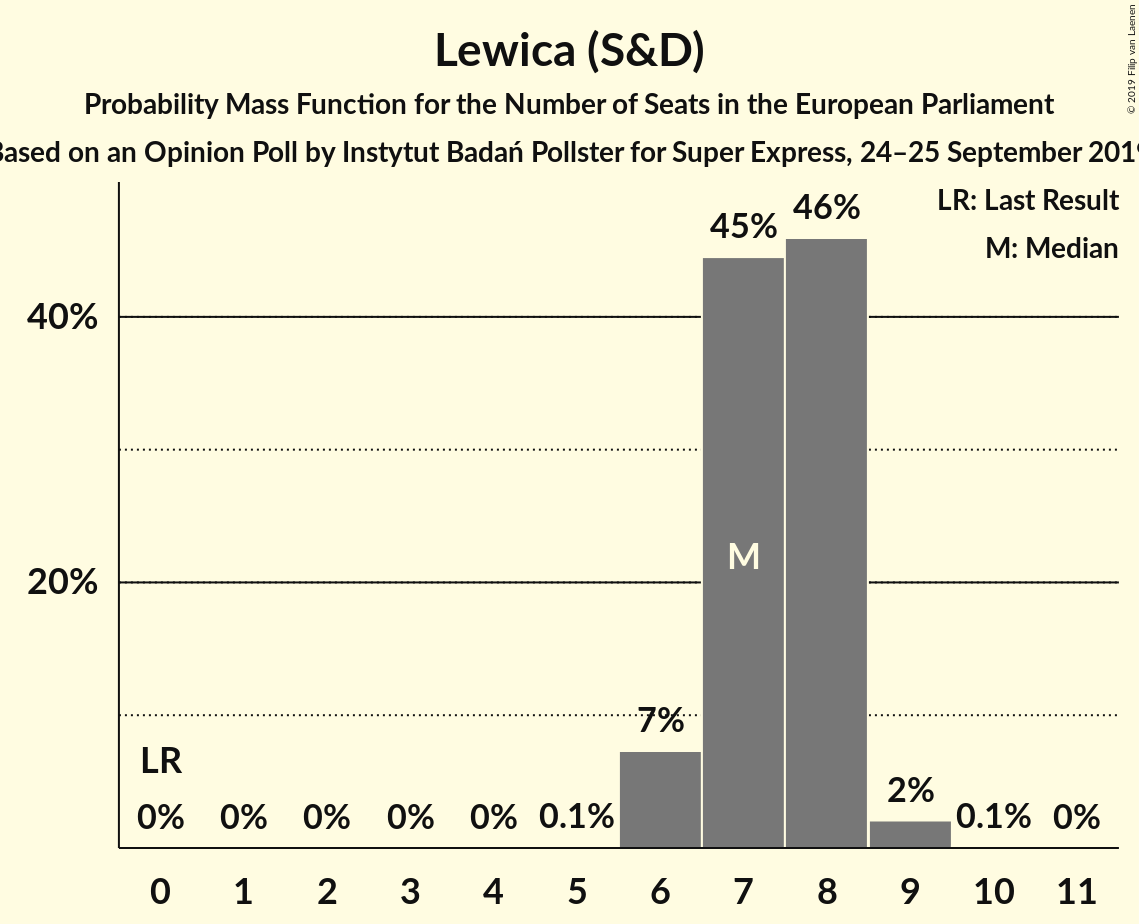 Lewica (S&D)
Probability Mass Function for the Number of Seats in the European Parliament
Based on an Opinion Poll by Instytut Badań Pollster for Super Express, 24–25 September 2019
© 2019 Filip van Laenen
LR: Last Result
M: Median
40%
20%
45%
46%
M
7%
LR
0%
0%
0%
0%
0%
0.1%
2%
0.1%
0%
0 1 2 3 4 5 6 7 8 9 10 11